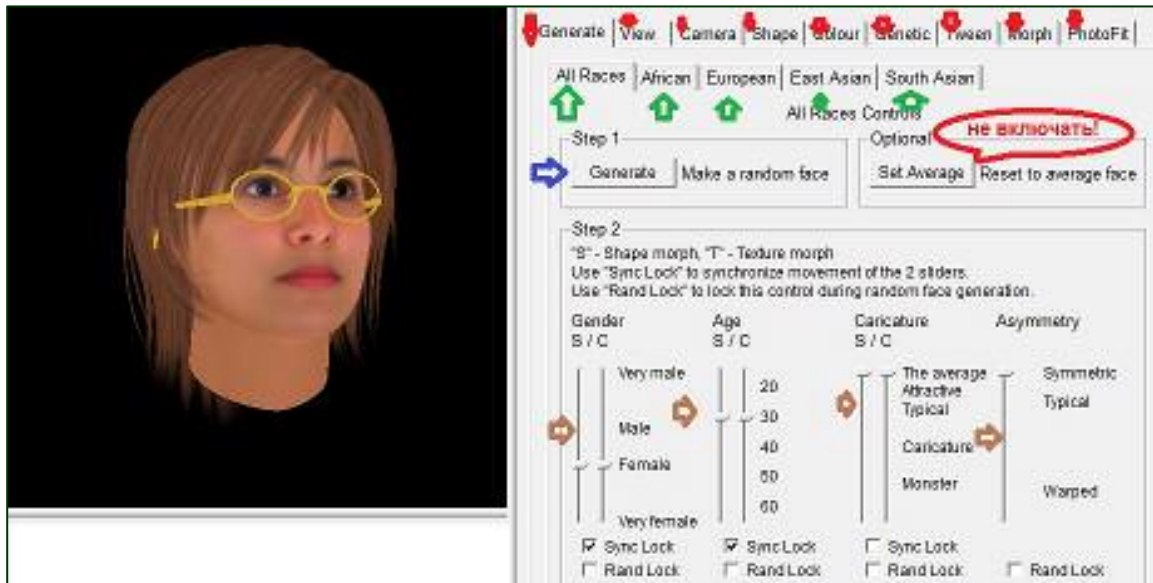 Generate View Camera Shape Colour Genetic Tween Morph PhotoFit
All Races African European East Asian South Asian
All Races Controls
не включать!
Step 1
Optional
Generate Make a random face
Set Average Reset to average face
Step 2
"S" - Shape morph, "T" - Texture morph
Use "Sync Lock" to synchronize movement of the 2 sliders.
Use "Rand Lock" to lock this control during random face generation.
Gender Age Caricature Asymmetry
S / C S / C S / C
Very male
Male
Female
Very female
20
30
40
50
60
The average
Attractive
Typical
Caricature
Monster
Symmetric
Typical
Warped
Sync Lock Sync Lock Sync Lock
Rand Lock Rand Lock Rand Lock Rand Lock